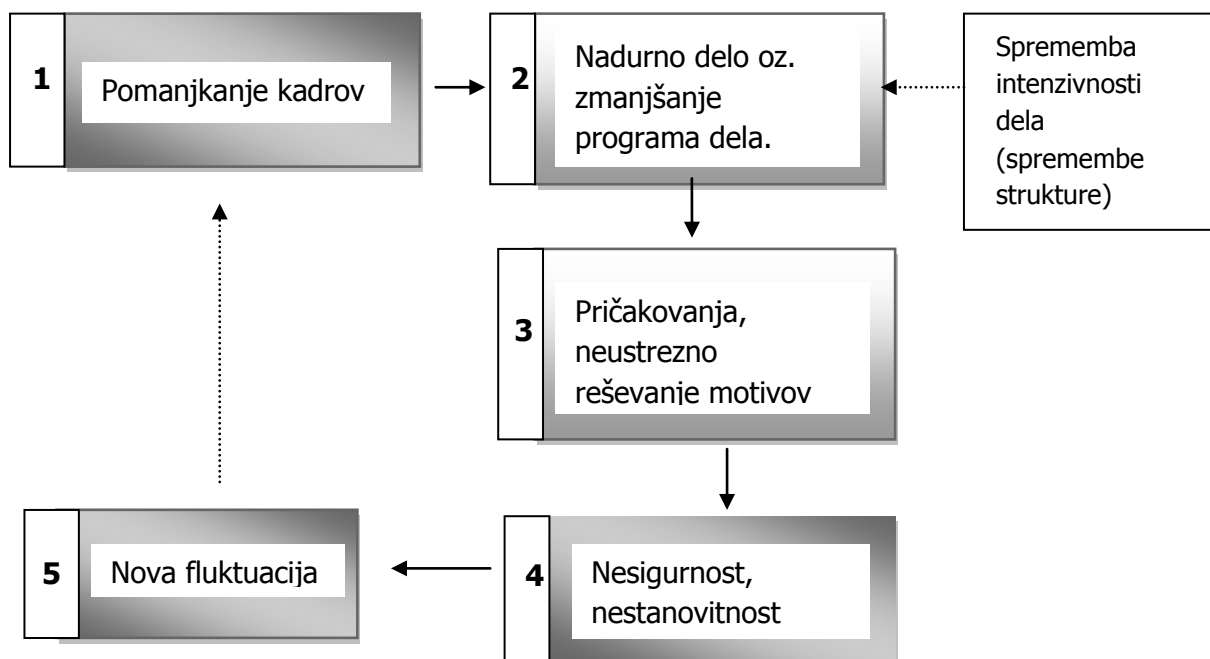 1
Pomanjkanje kadrov
2
Nadurno delo oz.
zmanjšanje
programa dela.
Sprememba
intenzivnosti
dela
(spremembe
strukture)
3
Pričakovanja,
neustrezno
reševanje motivov
4
Nesigurnost,
nestanovitnost
5
Nova fluktuacija